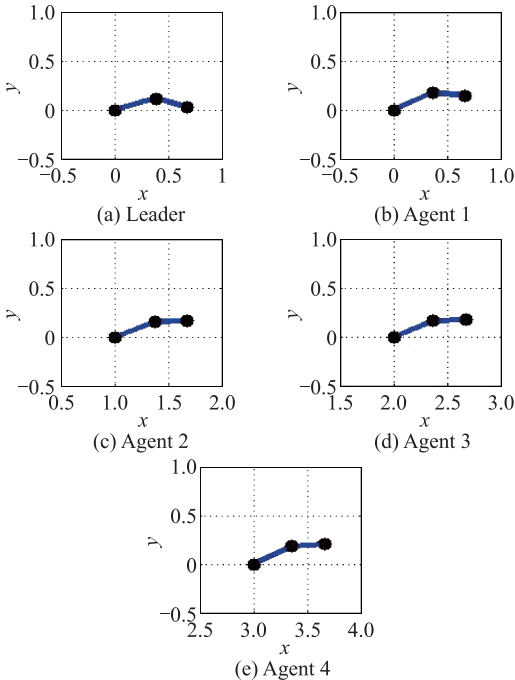 1.0
0.5
y
0
−0.5
−0.5 0 0.5 1
x
(a) Leader
1.0
0.5
y
0
−0.5
−0.5 0 0.5 1.0
x
(b) Agent 1
1.0
0.5
y
0
−0.5
0.5 1.0 1.5 2.0
x
(c) Agent 2
1.0
0.5
y
0
−0.5
1.5 2.0 2.5 3.0
x
(d) Agent 3
1.0
0.5
y
0
−0.5
2.5 3.0 3.5 4.0
x
(e) Agent 4